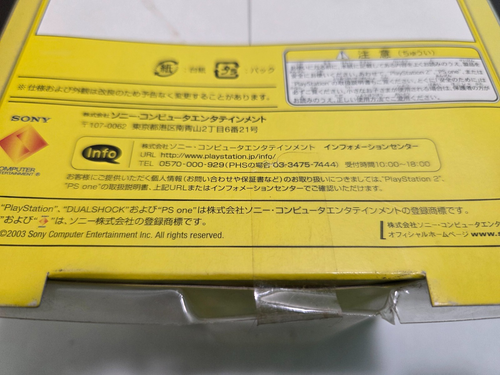 注意（ちゅうい）
紙 :台紙 プラ :パック
※仕様および外観は改良のため予告なく変更することがあります。
SONY
COMPUTER
ENTERTAINMENT
株式会社 ソニー・コンピュータエンタテインメント
〒107-0062 東京都港区南青山2丁目6番21号
Info
株式会社 ソニー・コンピュータエンタテインメント インフォメーションセンター
URL http://www.playstation.jp/info/
TEL 0570-000-929(PHSの場合 03-3475-7444) 受付時間10:00~18:00
お客様にご提供いただく個人情報(お問い合わせや保証書など)のお取り扱いにつきましては、"PlayStation 2"、
"PS one"の取扱説明書、上記URLまたはインフォメーションセンターでご確認いただけます。
"PlayStation"、"DUALSHOCK"および"PS one"は株式会社ソニー・コンピュータエンタテインメントの登録商標です。
"および" "は、ソニー株式会社の登録商標です。
©2003 Sony Computer Entertainment Inc. All rights reserved.
株式会社ソニー・コンピュータエンタ
オフィシャルホームページ www.